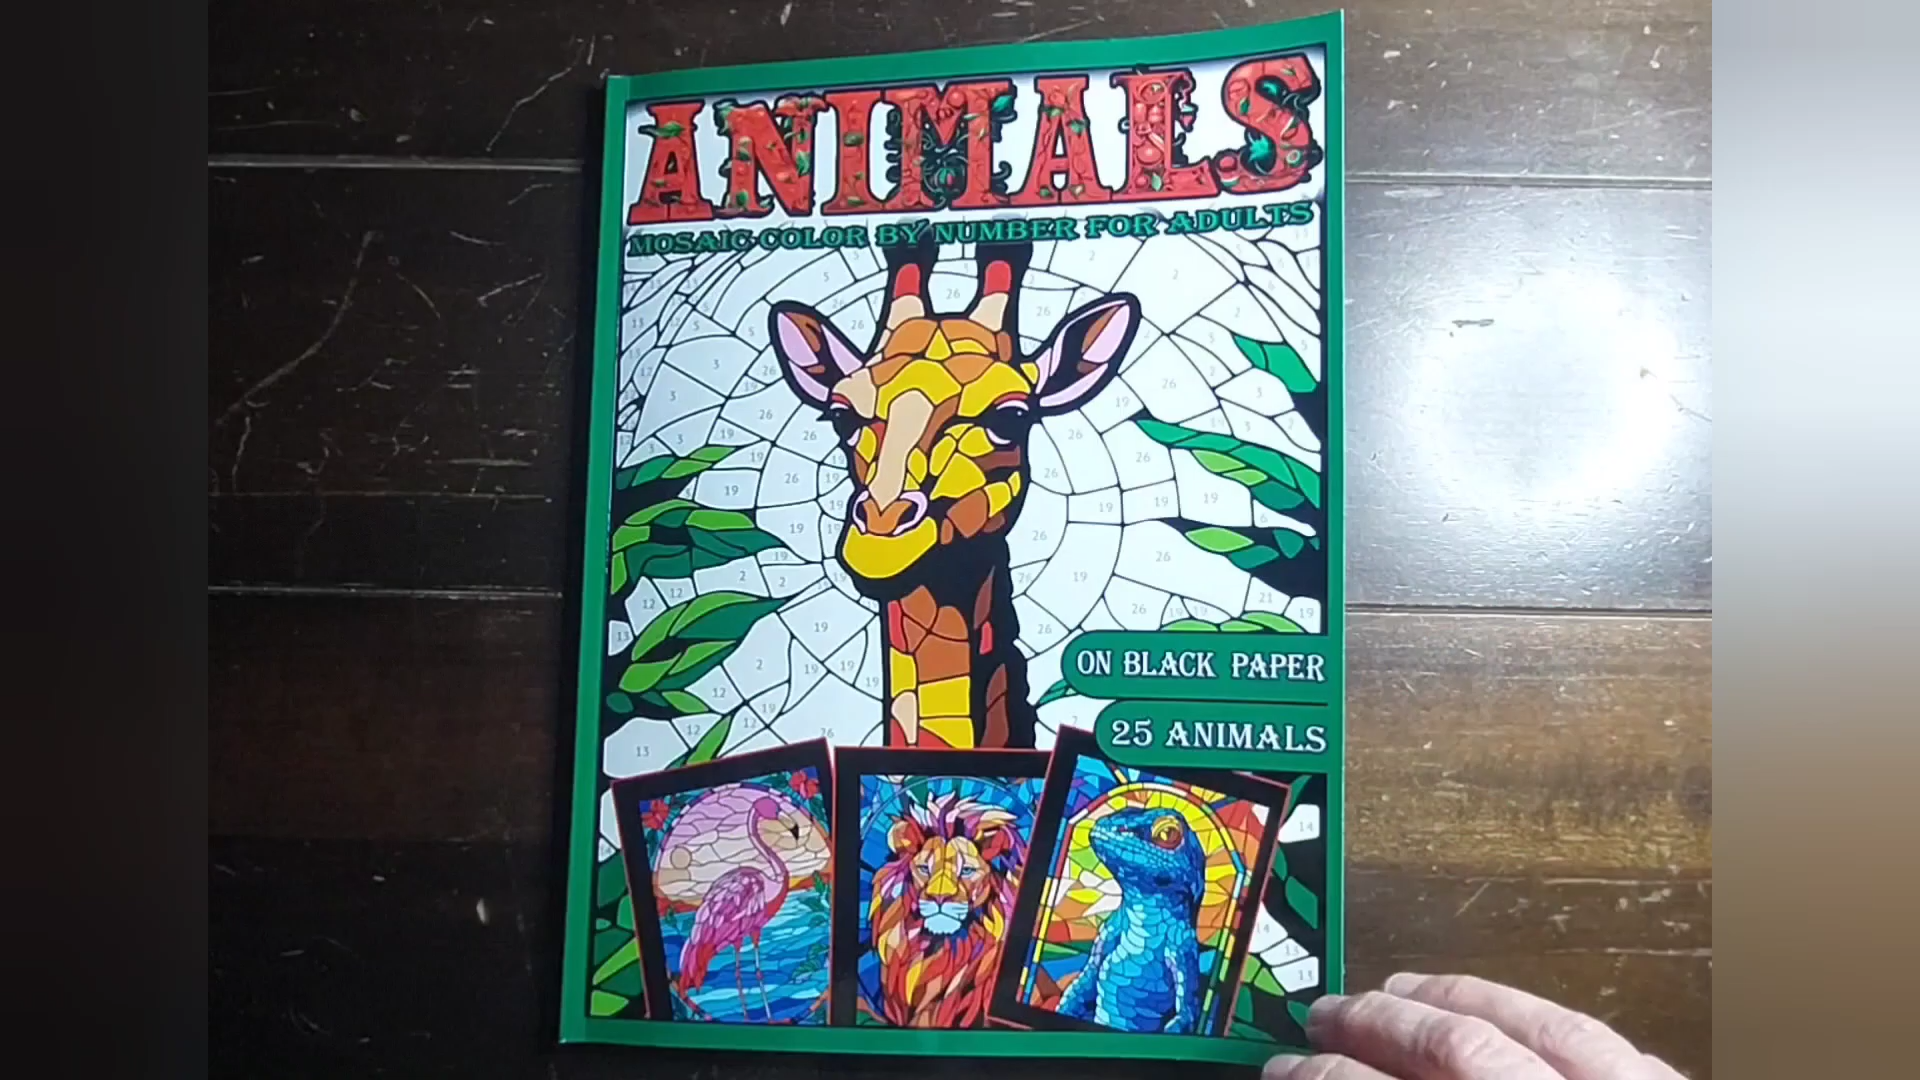 ANIMALS
MOSAIC COLOR BY NUMBER FOR ADULTS
ON BLACK PAPER
25 ANIMALS